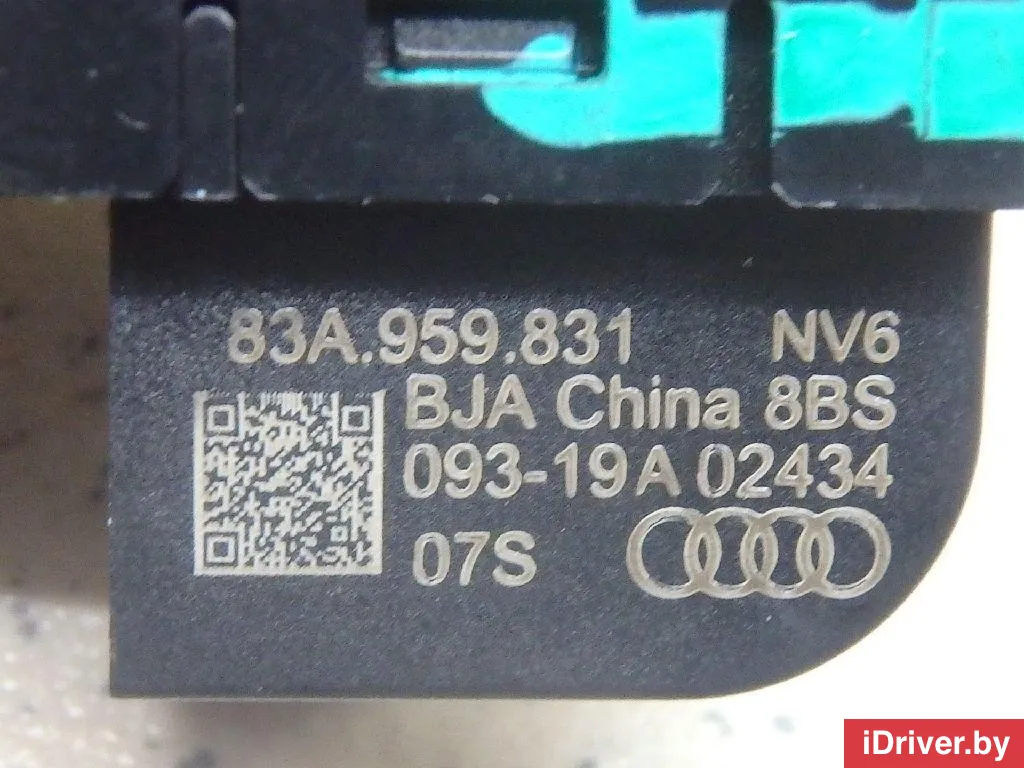 83A.959.831 NV6
BJA China 8BS
093-19A 02434
07S
iDriver.by